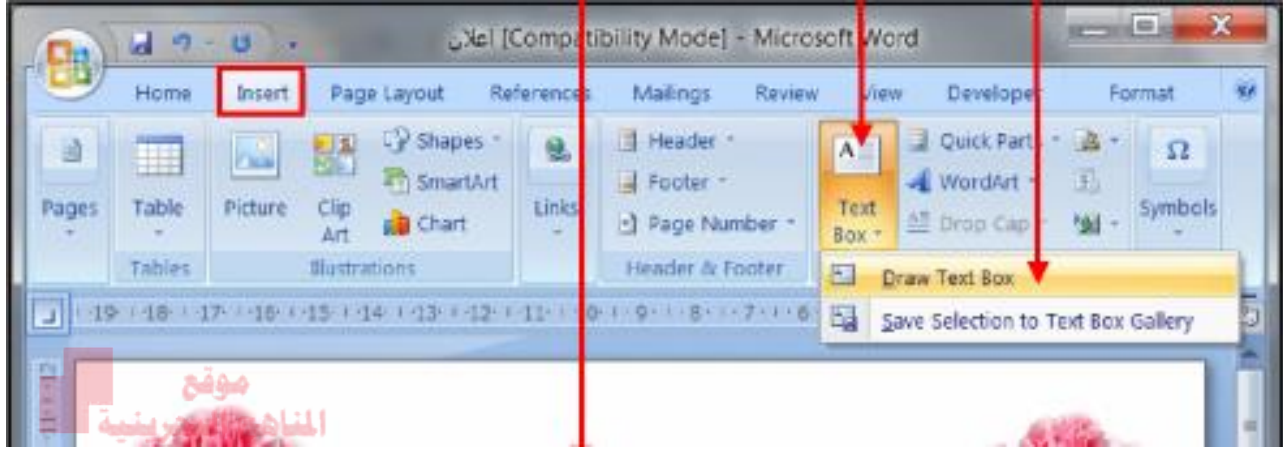 اعلان [Compatibility Mode] - Microsoft Word
Home Insert Page Layout References Mailings Review View Developer Format
Pages
Table
Tables
Picture
Clip Art
Shapes
SmartArt
Chart
Illustrations
Links
Header
Footer
Page Number
Header & Footer
A
Text Box
Quick Parts
WordArt
Drop Cap
Ω
Symbols
Draw Text Box
Save Selection to Text Box Gallery
19 18 17 16 15 14 13 12 11 10 9 8 7 6
موقع
المناهج البحرينية